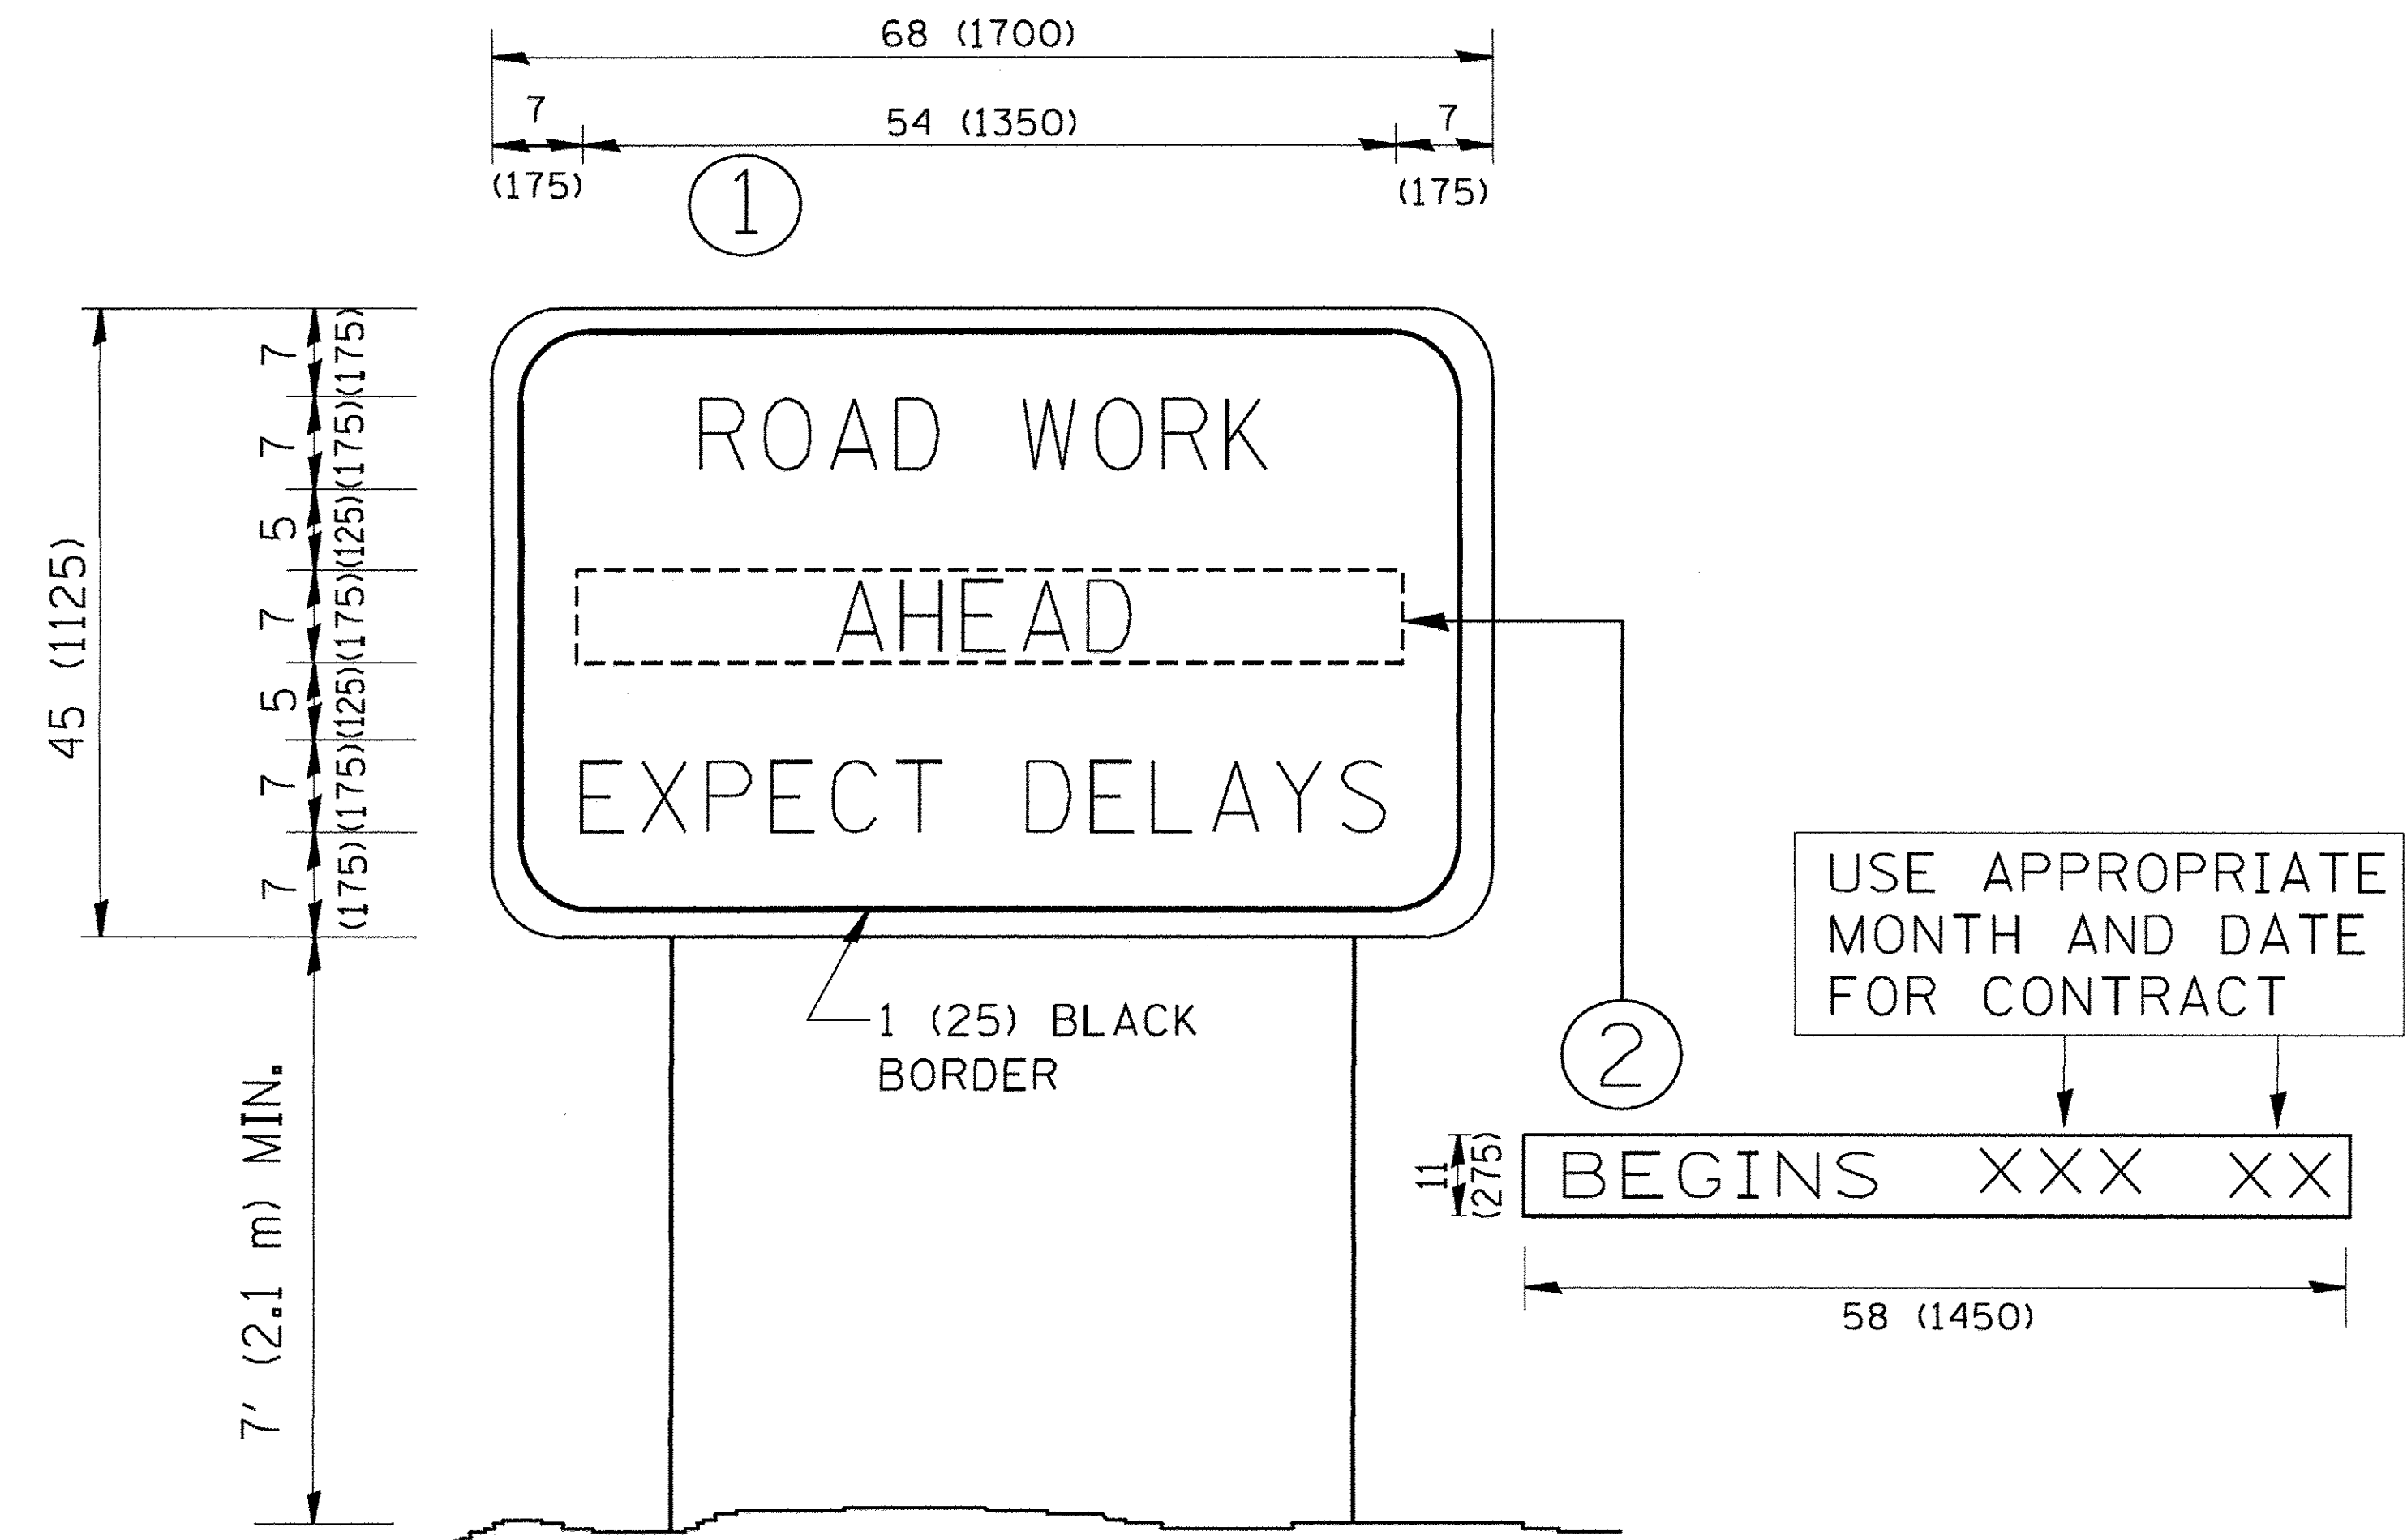 68 (1700)
7
54 (1350)
7
(175)
(175)
1
ROAD WORK
AHEAD
EXPECT DELAYS
45 (1125)
7 (175)
7 (175)
5 (125)
7 (175)
5 (125)
7 (175)
7 (175)
7' (2.1 m) MIN.
1 (25) BLACK
BORDER
USE APPROPRIATE
MONTH AND DATE
FOR CONTRACT
2
11
(275)
BEGINS XXX XX
58 (1450)